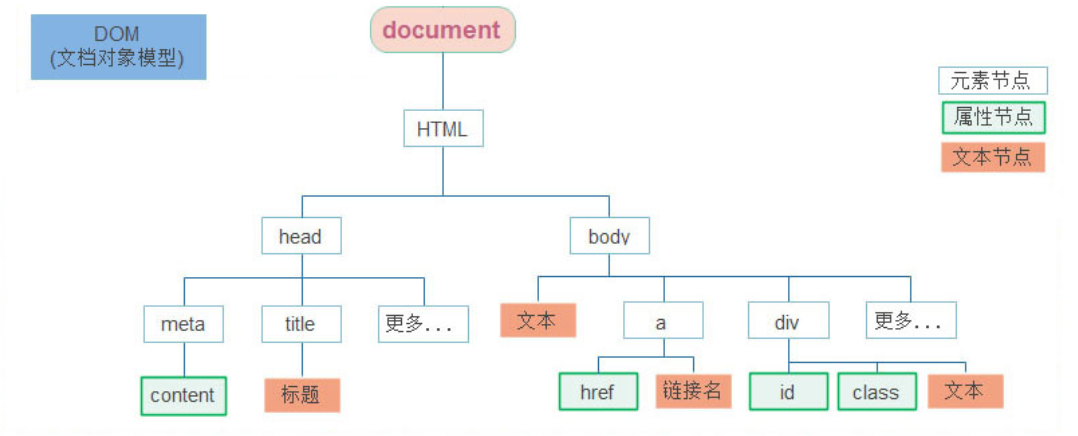 DOM
(文档对象模型)
document
元素节点
属性节点
文本节点
HTML
head
body
meta
title
更多...
文本
a
div
更多...
content
标题
href
链接名
id
class
文本